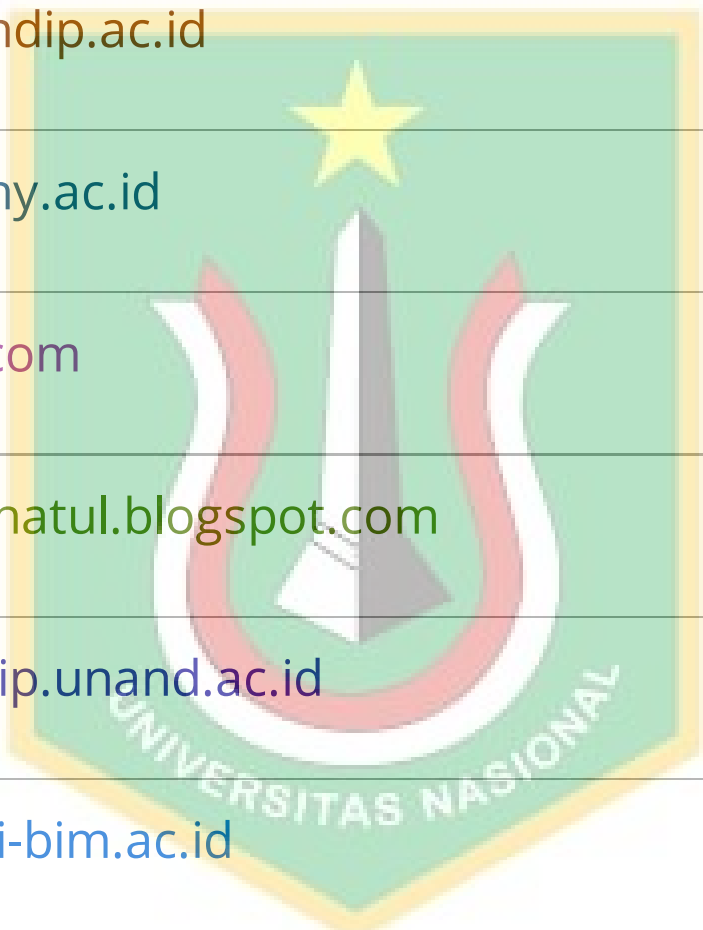 ndip.ac.id
ny.ac.id
com
natul.blogspot.com
ip.unand.ac.id
UNIVERSITAS NASIONAL
i-bim.ac.id